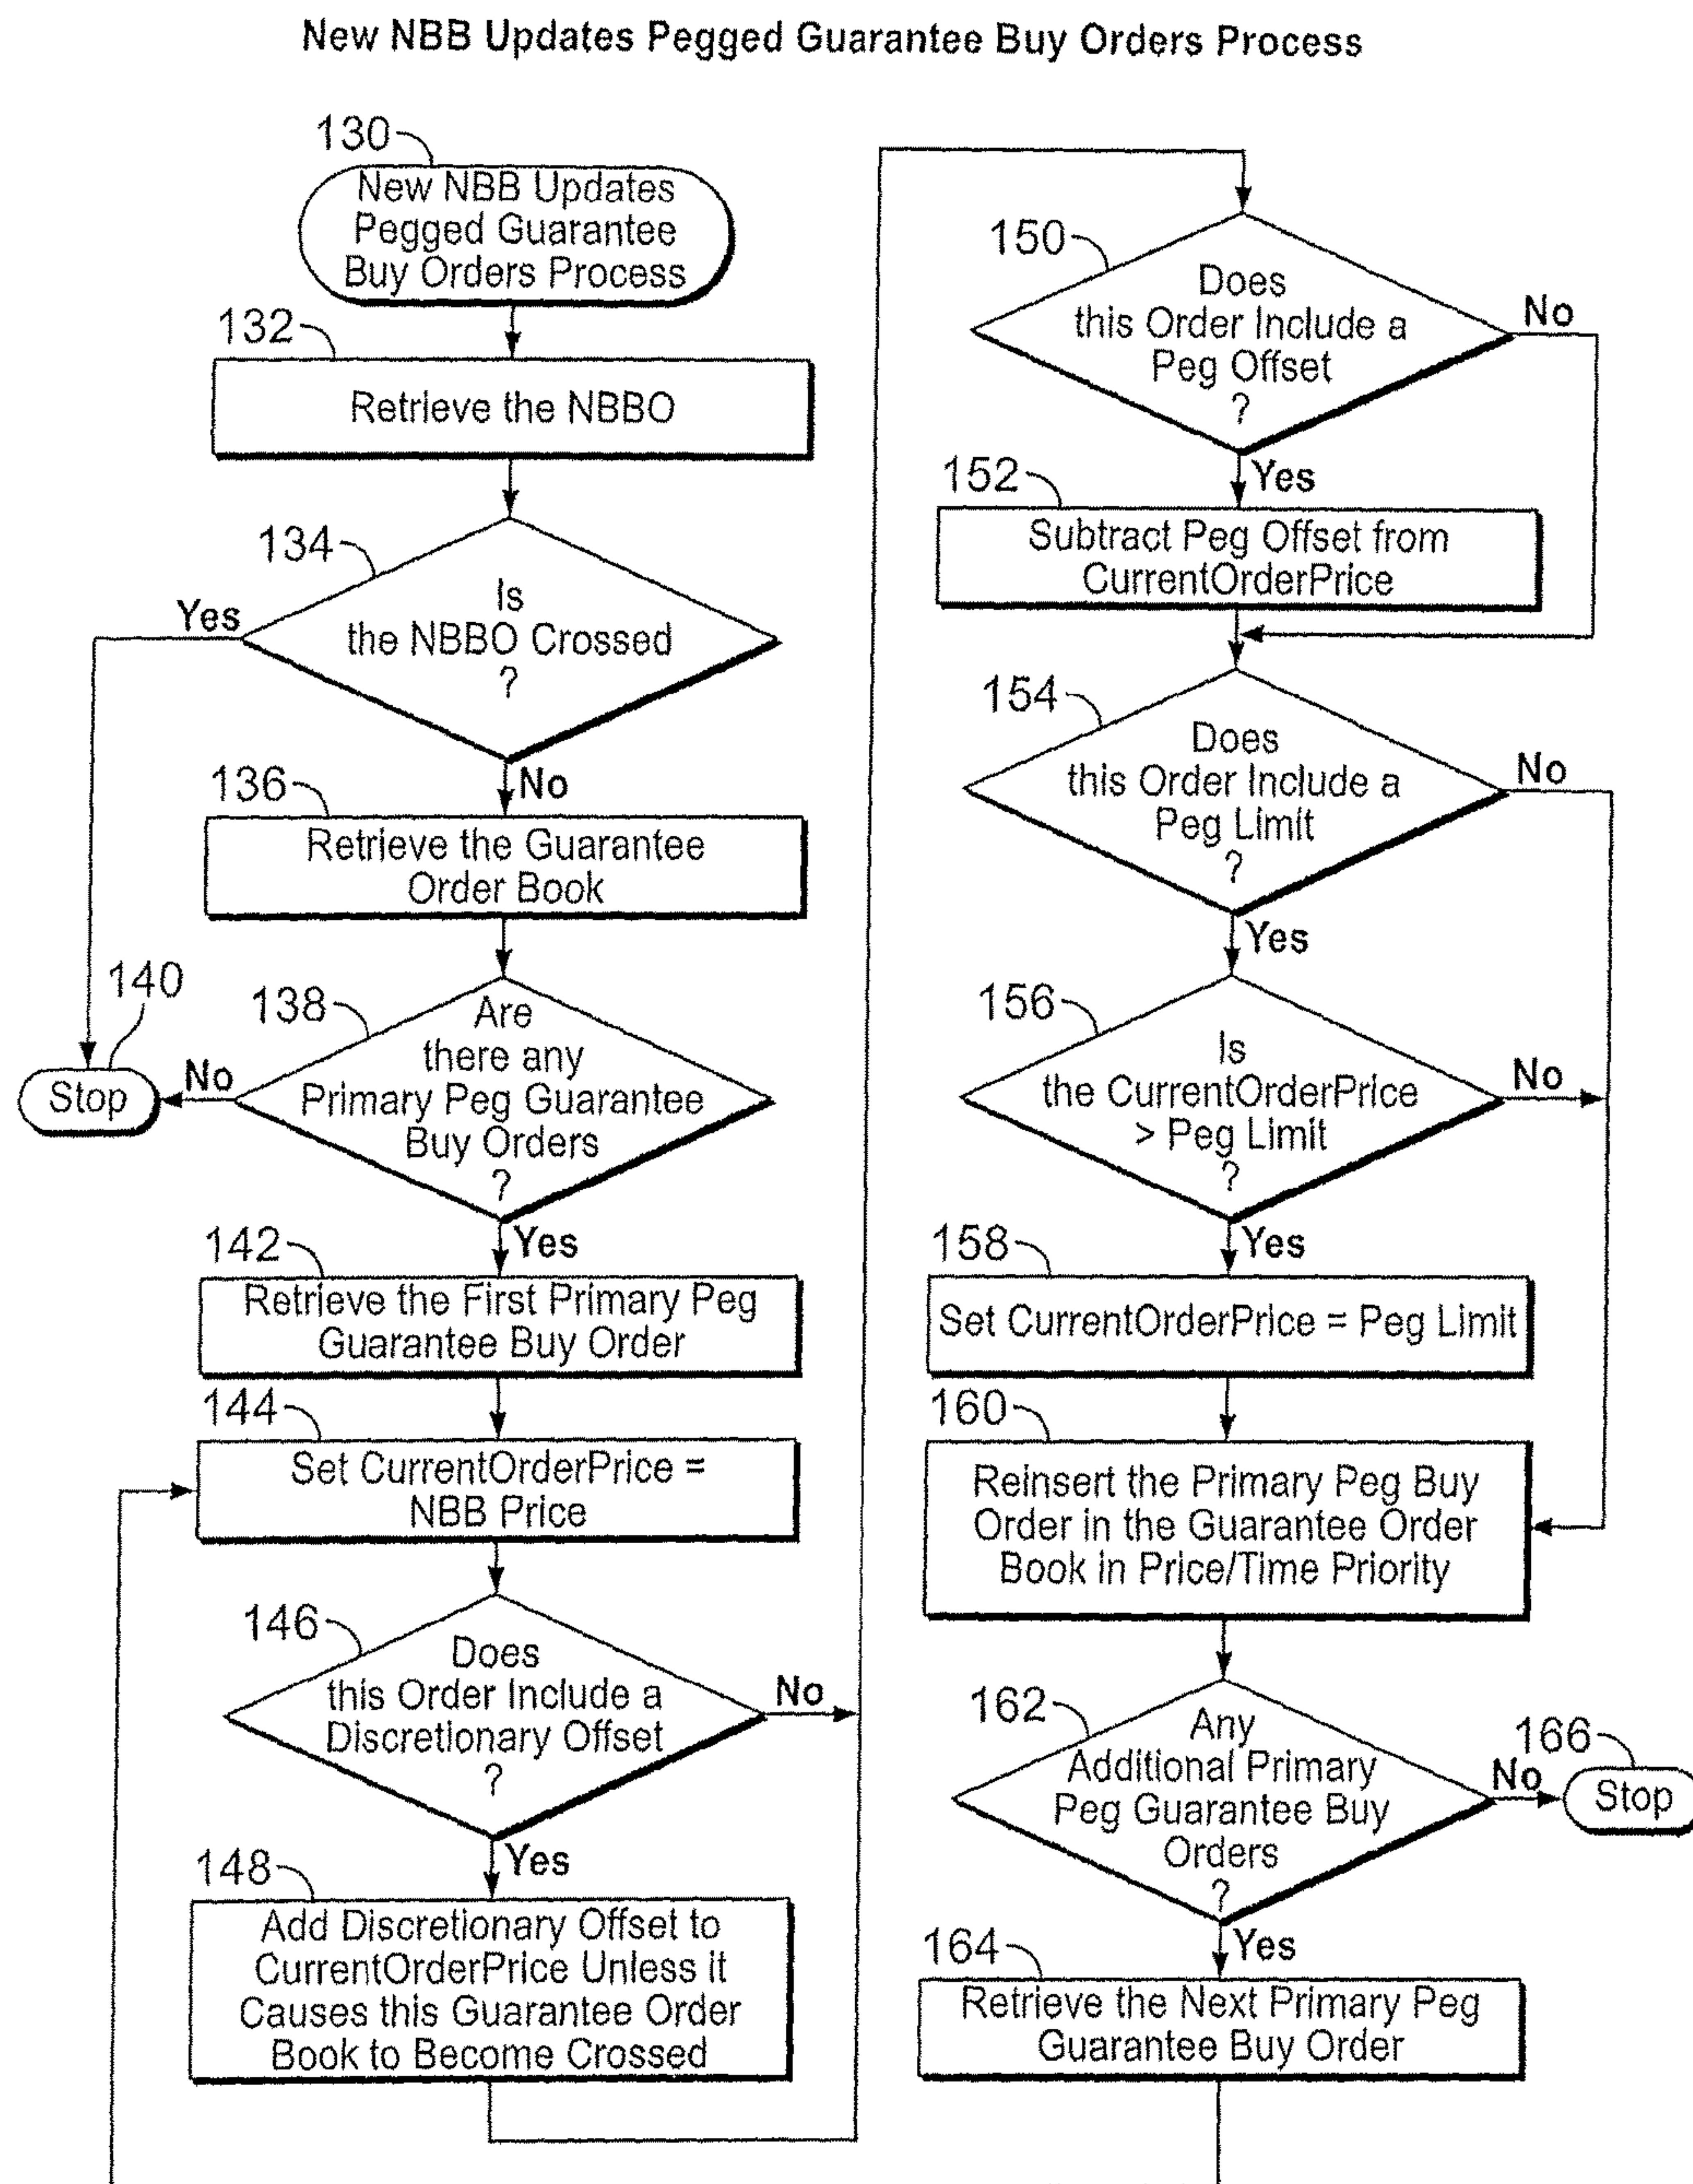 New NBB Updates Pegged Guarantee Buy Orders Process
130
New NBB Updates
Pegged Guarantee
Buy Orders Process
132
Retrieve the NBBO
134
Is
the NBBO Crossed
?
Yes
No
136
Retrieve the Guarantee
Order Book
138
Are
there any
Primary Peg Guarantee
Buy Orders
?
No
140
Stop
Yes
142
Retrieve the First Primary Peg
Guarantee Buy Order
144
Set CurrentOrderPrice =
NBB Price
146
Does
this Order Include a
Discretionary Offset
?
No
Yes
148
Add Discretionary Offset to
CurrentOrderPrice Unless it
Causes this Guarantee Order
Book to Become Crossed
150
Does
this Order Include a
Peg Offset
?
No
Yes
152
Subtract Peg Offset from
CurrentOrderPrice
154
Does
this Order Include a
Peg Limit
?
No
Yes
156
Is
the CurrentOrderPrice
> Peg Limit
?
No
Yes
158
Set CurrentOrderPrice = Peg Limit
160
Reinsert the Primary Peg Buy
Order in the Guarantee Order
Book in Price/Time Priority
162
Any
Additional Primary
Peg Guarantee Buy
Orders
?
No
166
Stop
Yes
164
Retrieve the Next Primary Peg
Guarantee Buy Order